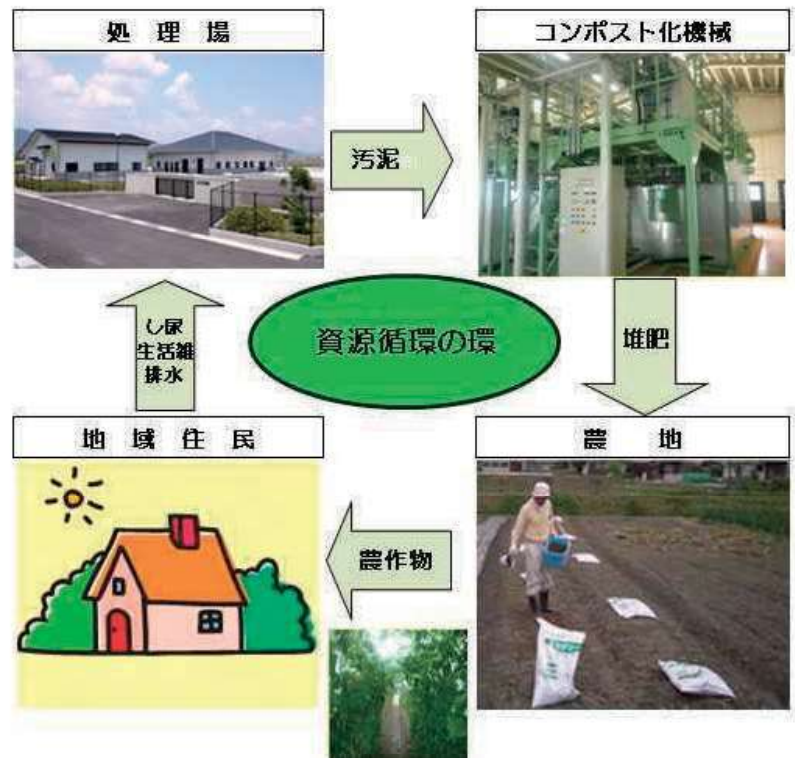 処理場
コンポスト化機械
汚泥
し尿
生活雑
排水
資源循環の環
堆肥
地域住民
農地
農作物